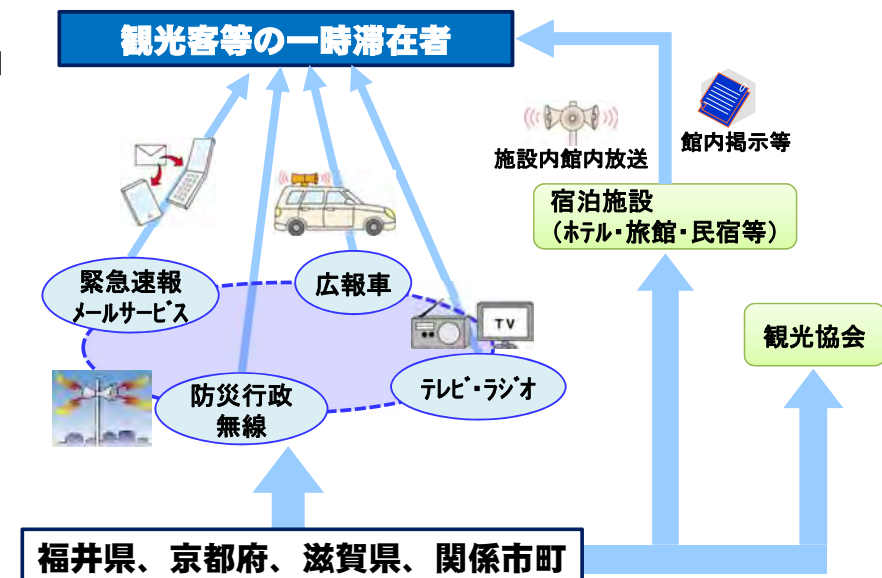 観光客等の一時滞在者
施設内館内放送
館内掲示等
宿泊施設
（ﾎﾃﾙ・旅館・民宿等）
緊急速報
ﾒｰﾙｻｰﾋﾞｽ
広報車
TV
観光協会
防災行政
無線
ﾃﾚﾋﾞ・ﾗｼﾞｵ
福井県、京都府、滋賀県、関係市町